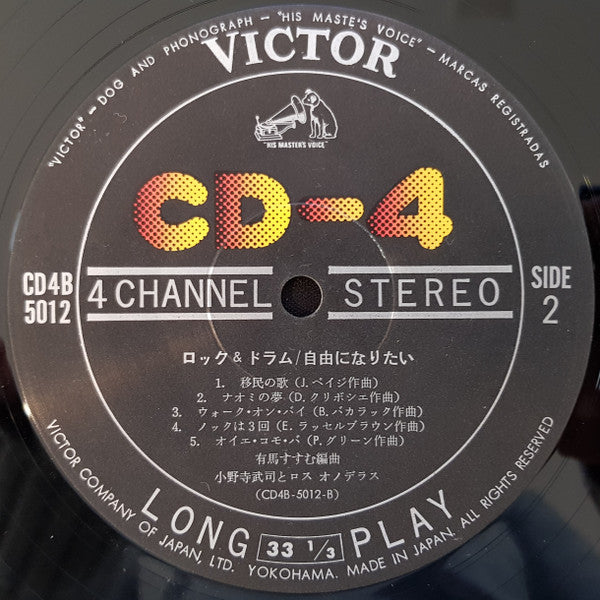 "VICTOR" – DOG AND PHONOGRAPH – "HIS MASTE'S VOICE" – MARCAS REGISTRADAS
VICTOR
"HIS MASTER'S VOICE"
CD-4
CD4B
5012
4 CHANNEL STEREO
SIDE
2
ロック & ドラム/自由になりたい
1. 移民の歌 (J. ペイジ作曲)
2. ナオミの夢 (D. クリボシェ作曲)
3. ウォーク・オン・バイ (B. バカラック作曲)
4. ノックは3回 (E. ラッセルブラウン作曲)
5. オイエ・コモ・バ (P. グリーン作曲)
有馬すすむ編曲
小野寺武司とロス オノデラス
(CD4B-5012-B)
LONG 33 1/3 PLAY
VICTOR COMPANY OF JAPAN, LTD. YOKOHAMA. MADE IN JAPAN. ALL RIGHTS RESERVED